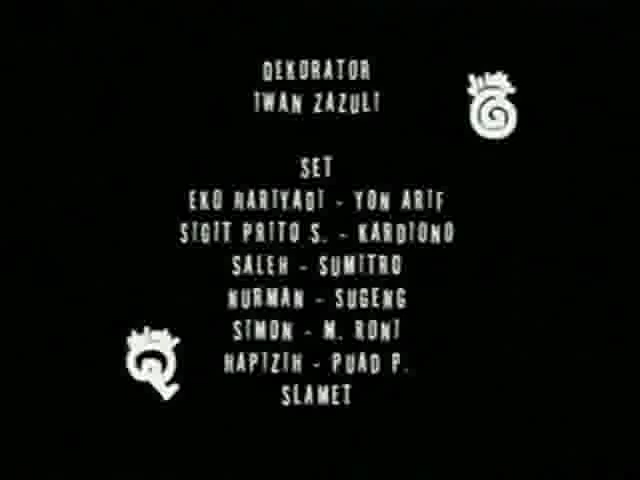 DEKORATOR
IWAN ZAZULI
SET
EKO HARIYADI - YON ARIF
SIGIT PRITO S. - KARDIONO
SALEH - SUMITRO
NURMAN - SUGENG
SIMON - M. RONI
HAPIZIH - PUAD P.
SLAMET